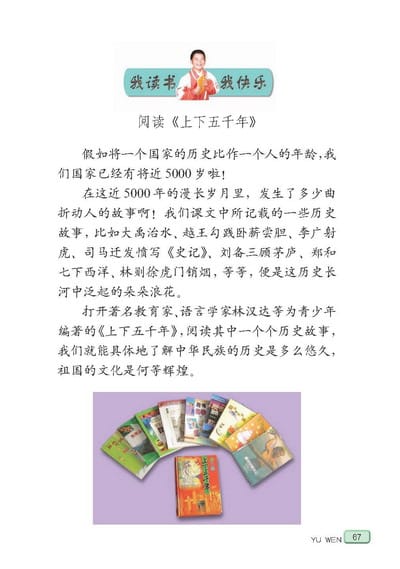 我读书 我快乐
阅读《上下五千年》
假如将一个国家的历史比作一个人的年龄,我
们国家已经有将近5000岁啦!
在这近5000年的漫长岁月里,发生了多少曲
折动人的故事啊!我们课文中所记载的一些历史
故事,比如大禹治水、越王勾践卧薪尝胆、李广射
虎、司马迁发愤写《史记》、刘备三顾茅庐、郑和
七下西洋、林则徐虎门销烟,等等,便是这历史长
河中泛起的朵朵浪花。
打开著名教育家、语言学家林汉达等为青少年
编著的《上下五千年》,阅读其中一个个历史故事,
我们就能具体地了解中华民族的历史是多么悠久,
祖国的文化是何等辉煌。
上下五千年
YU WEN 67